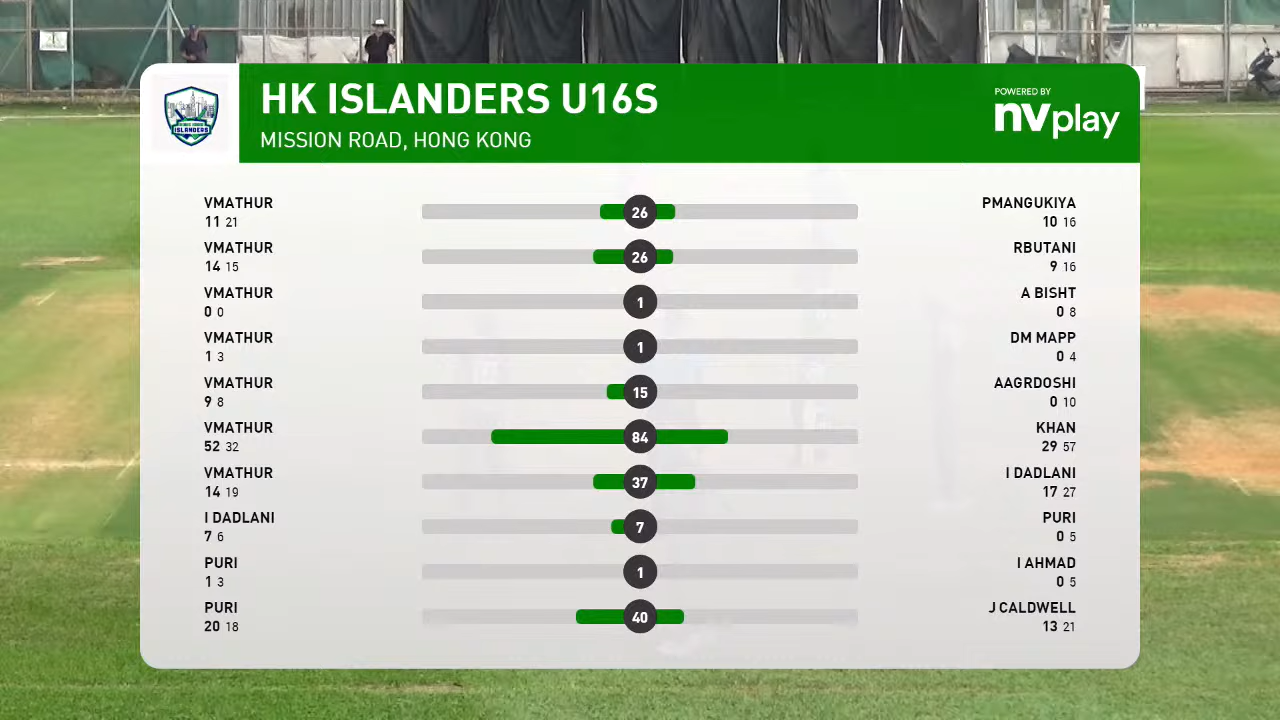 HK ISLANDERS U16S
MISSION ROAD, HONG KONG
POWERED BY
nvplay
ISLANDERS
VMATHUR 26 PMANGUKIYA
11 21 10 16
VMATHUR 26 RBUTANI
14 15 9 16
VMATHUR 1 A BISHT
0 0 0 8
VMATHUR 1 DM MAPP
1 3 0 4
VMATHUR 15 AAGRDOSHI
9 8 0 10
VMATHUR 84 KHAN
52 32 29 57
VMATHUR 37 I DADLANI
14 19 17 27
I DADLANI 7 PURI
7 6 0 5
PURI 1 I AHMAD
1 3 0 5
PURI 40 J CALDWELL
20 18 13 21